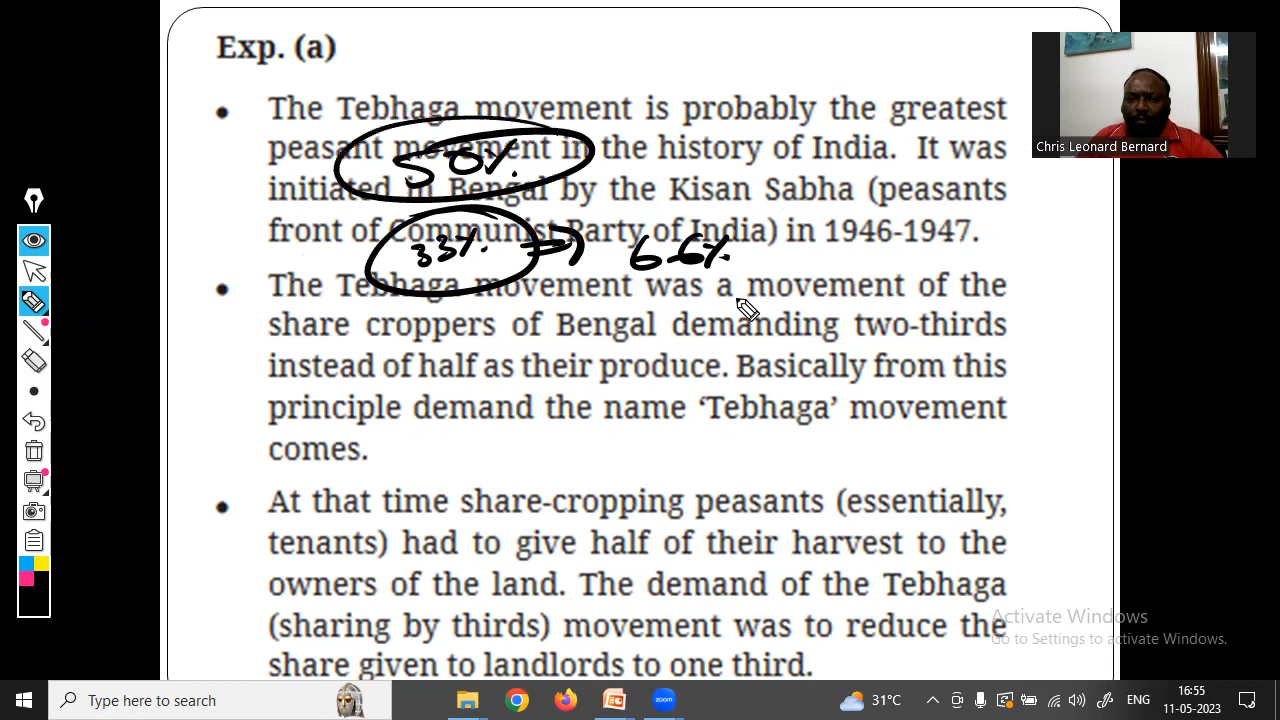 Exp. (a)
• The Tebhaga movement is probably the greatest
peasant movement in the history of India. It was
initiated in Bengal by the Kisan Sabha (peasants
front of Communist Party of India) in 1946-1947.
50%.
33%. ⇒ 66%
• The Tebhaga movement was a movement of the
share croppers of Bengal demanding two-thirds
instead of half as their produce. Basically from this
principle demand the name ‘Tebhaga’ movement
comes.
• At that time share-cropping peasants (essentially,
tenants) had to give half of their harvest to the
owners of the land. The demand of the Tebhaga
(sharing by thirds) movement was to reduce the
share given to landlords to one third.
Chris Leonard Bernard
Activate Windows
Go to Settings to activate Windows.
Type here to search
zoom
31°C
ENG
16:55
11-05-2023